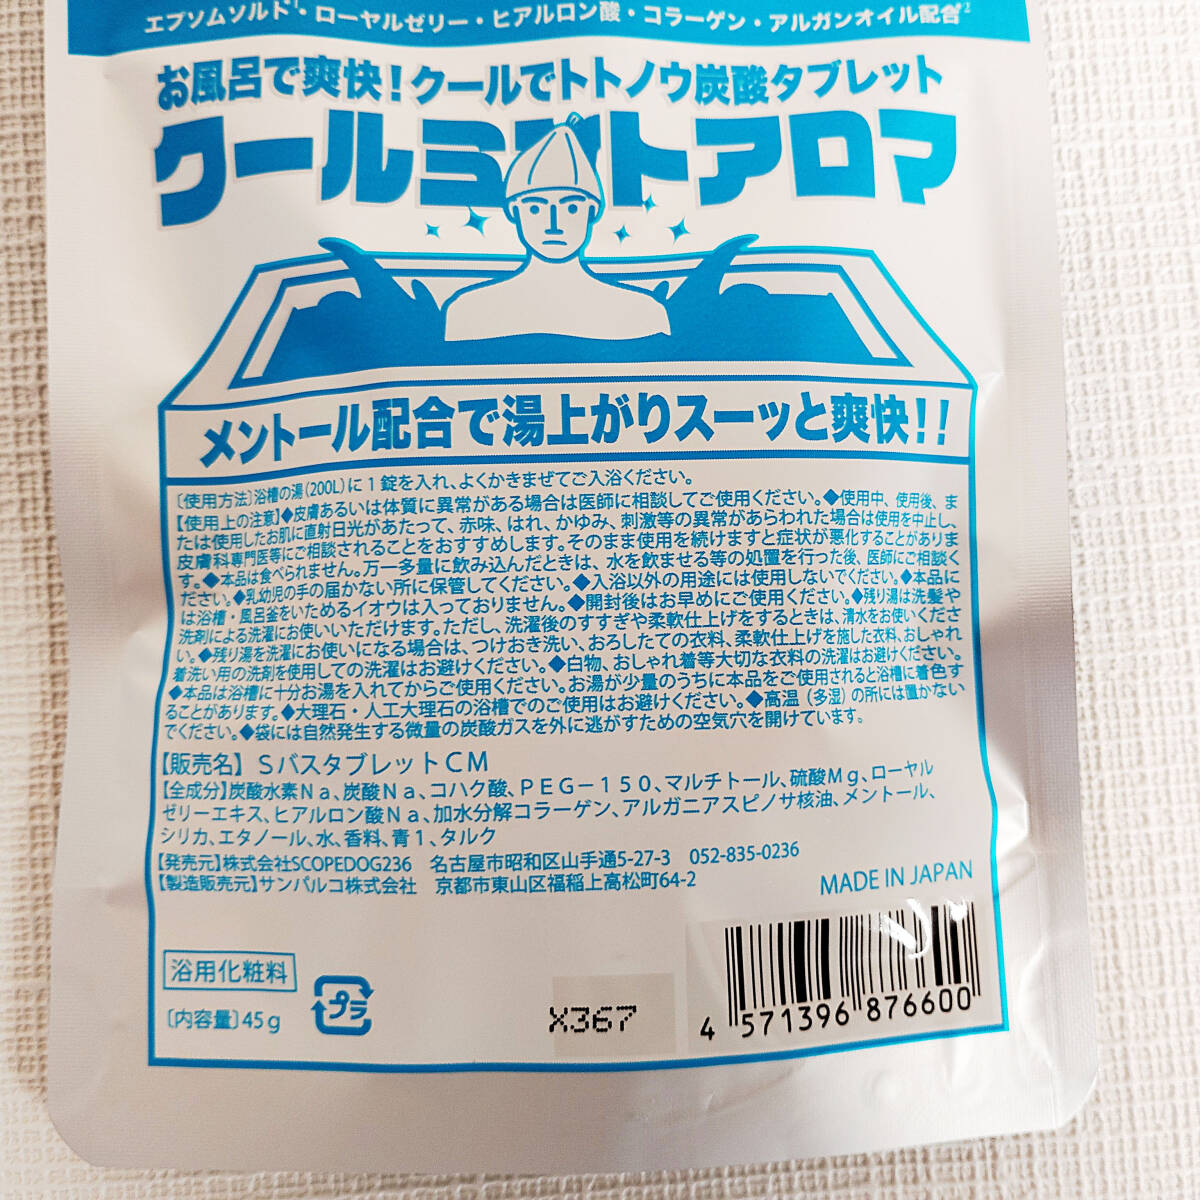 エプソムソルト*1・ローヤルゼリー・ヒアルロン酸・コラーゲン・アルガンオイル配合*2
お風呂で爽快!クールでトトノウ炭酸タブレット
クールミントアロマ
メントール配合で湯上がりスーッと爽快!!
〔使用方法〕浴槽の湯(200L)に1錠を入れ、よくかきまぜてご入浴ください。
【使用上の注意】◆皮膚あるいは体質に異常がある場合は医師に相談してご使用ください。◆使用中、使用後、ま
たは使用したお肌に直射日光があたって、赤味、はれ、かゆみ、刺激等の異常があらわれた場合は使用を中止し、
皮膚科専門医等にご相談されることをおすすめします。そのまま使用を続けますと症状が悪化することがありま
す。◆本品は食べられません。万一多量に飲み込んだときは、水を飲ませる等の処置を行った後、医師にご相談く
ださい。◆乳幼児の手の届かない所に保管してください。◆入浴以外の用途には使用しないでください。◆本品に
は浴槽・風呂釜をいためるイオウは入っておりません。◆開封後はお早めにご使用ください。◆残り湯は洗髪や
洗剤による洗濯にお使いいただけます。ただし、洗濯後のすすぎや柔軟仕上げをするときは、清水をお使いくださ
い。◆残り湯を洗濯にお使いになる場合は、つけおき洗い、おろしたての衣料、柔軟仕上げを施した衣料、おしゃれ
着洗い用の洗剤を使用しての洗濯はお避けください。◆白物、おしゃれ着等大切な衣料の洗濯はお避けください。
◆本品は浴槽に十分お湯を入れてからご使用ください。お湯が少量のうちに本品をご使用されると浴槽に着色す
ることがあります。◆大理石・人工大理石の浴槽でのご使用はお避けください。◆高温(多湿)の所には置かない
でください。◆袋には自然発生する微量の炭酸ガスを外に逃がすための空気穴を開けています。
【販売名】SバスタブレットCM
【全成分】炭酸水素Na、炭酸Na、コハク酸、PEG-150、マルチトール、硫酸Mg、ローヤル
ゼリーエキス、ヒアルロン酸Na、加水分解コラーゲン、アルガニアスピノサ核油、メントール、
シリカ、エタノール、水、香料、青1、タルク
【発売元】株式会社SCOPEDOG236 名古屋市昭和区山手通5-27-3 052-835-0236
【製造販売元】サンパルコ株式会社 京都市東山区福稲上高松町64-2
MADE IN JAPAN
浴用化粧料
〔内容量〕45g
プラ
X367
4 571396 876600